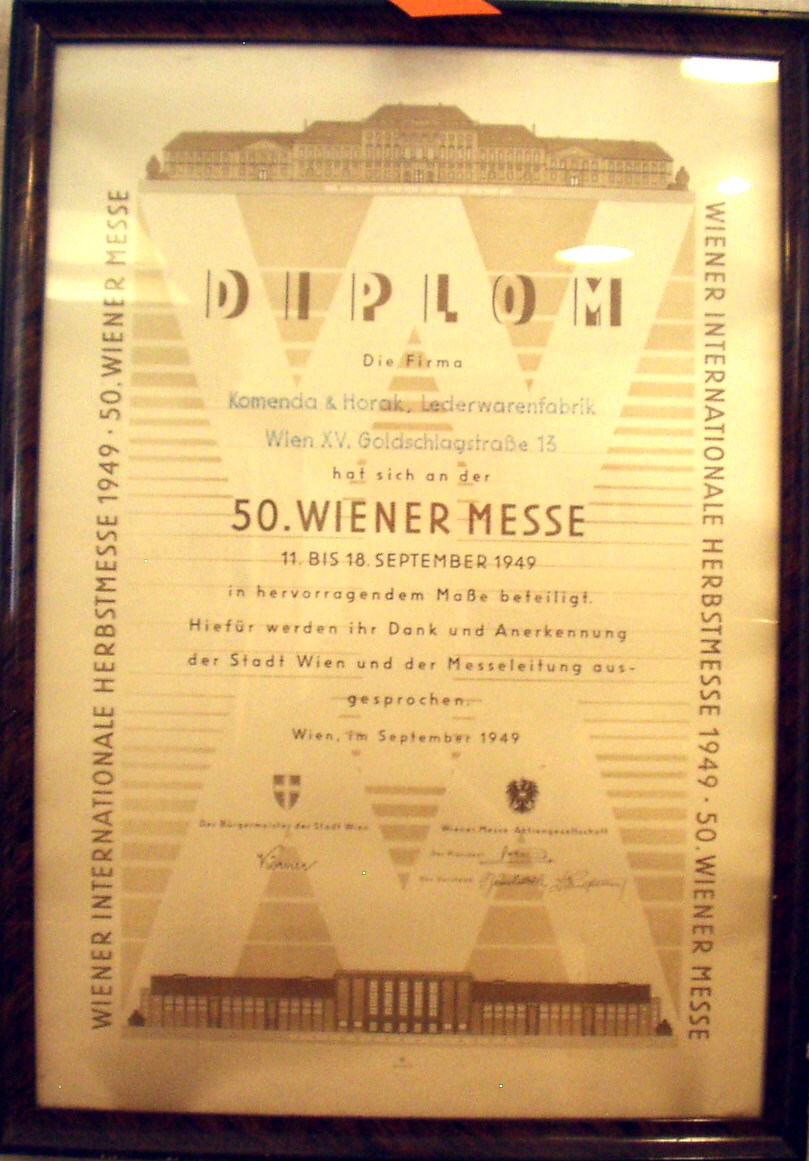 DIPLOM
Die Firma
Komenda & Horak, Lederwarenfabrik
Wien XV. Goldschlagstraße 13
hat sich an der
50. WIENER MESSE
11. BIS 18. SEPTEMBER 1949
in hervorragendem Maße beteiligt.
Hiefür werden ihr Dank und Anerkennung
der Stadt Wien und der Messeleitung aus-
gesprochen.
Wien, im September 1949
Der Bürgermeister der Stadt Wien
Körner
Wiener Messe-Aktiengesellschaft
Der Präsident
WIENER INTERNATIONALE HERBSTMESSE 1949 · 50. WIENER MESSE
WIENER INTERNATIONALE HERBSTMESSE 1949 · 50. WIENER MESSE